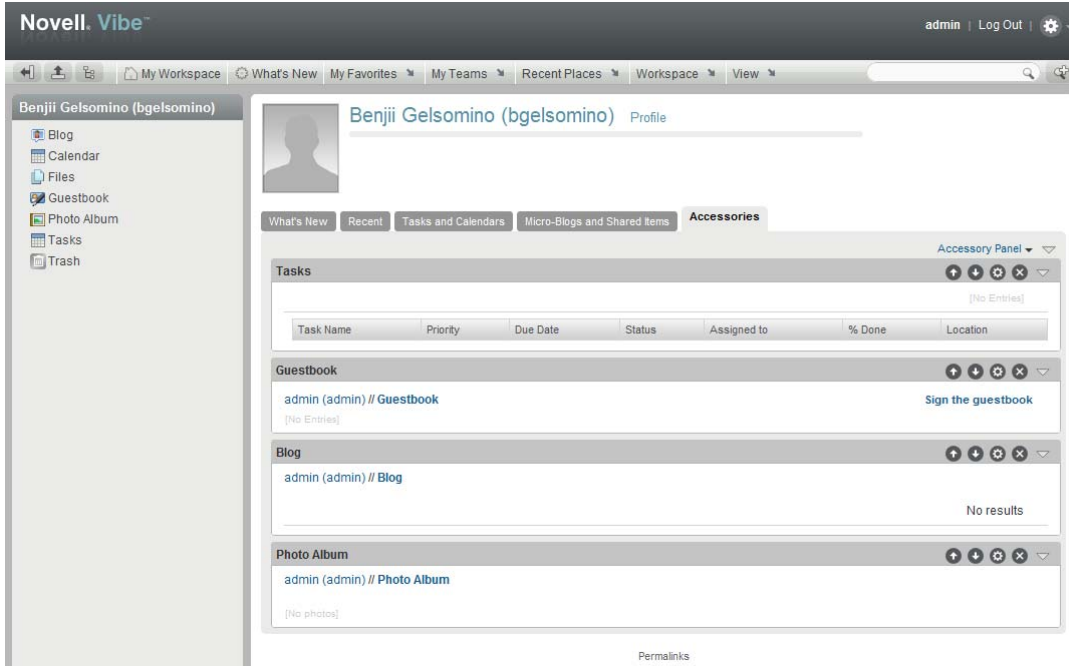 Novell. Vibe™
admin | Log Out |
My Workspace What's New My Favorites My Teams Recent Places Workspace View
Benjii Gelsomino (bgelsomino)
Blog
Calendar
Files
Guestbook
Photo Album
Tasks
Trash
Benjii Gelsomino (bgelsomino) Profile
What's New Recent Tasks and Calendars Micro-Blogs and Shared Items Accessories
Accessory Panel
Tasks
[No Entries]
Task Name Priority Due Date Status Assigned to % Done Location
Guestbook
admin (admin) // Guestbook Sign the guestbook
[No Entries]
Blog
admin (admin) // Blog
No results
Photo Album
admin (admin) // Photo Album
[No photos]
Permalinks